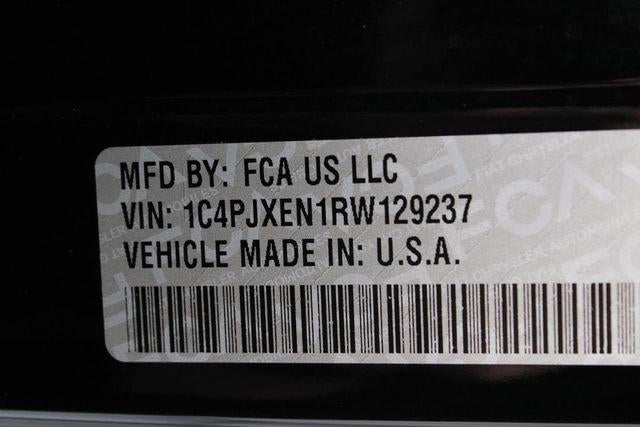 MFD BY: FCA US LLC
VIN: 1C4PJXEN1RW129237
VEHICLE MADE IN: U.S.A.